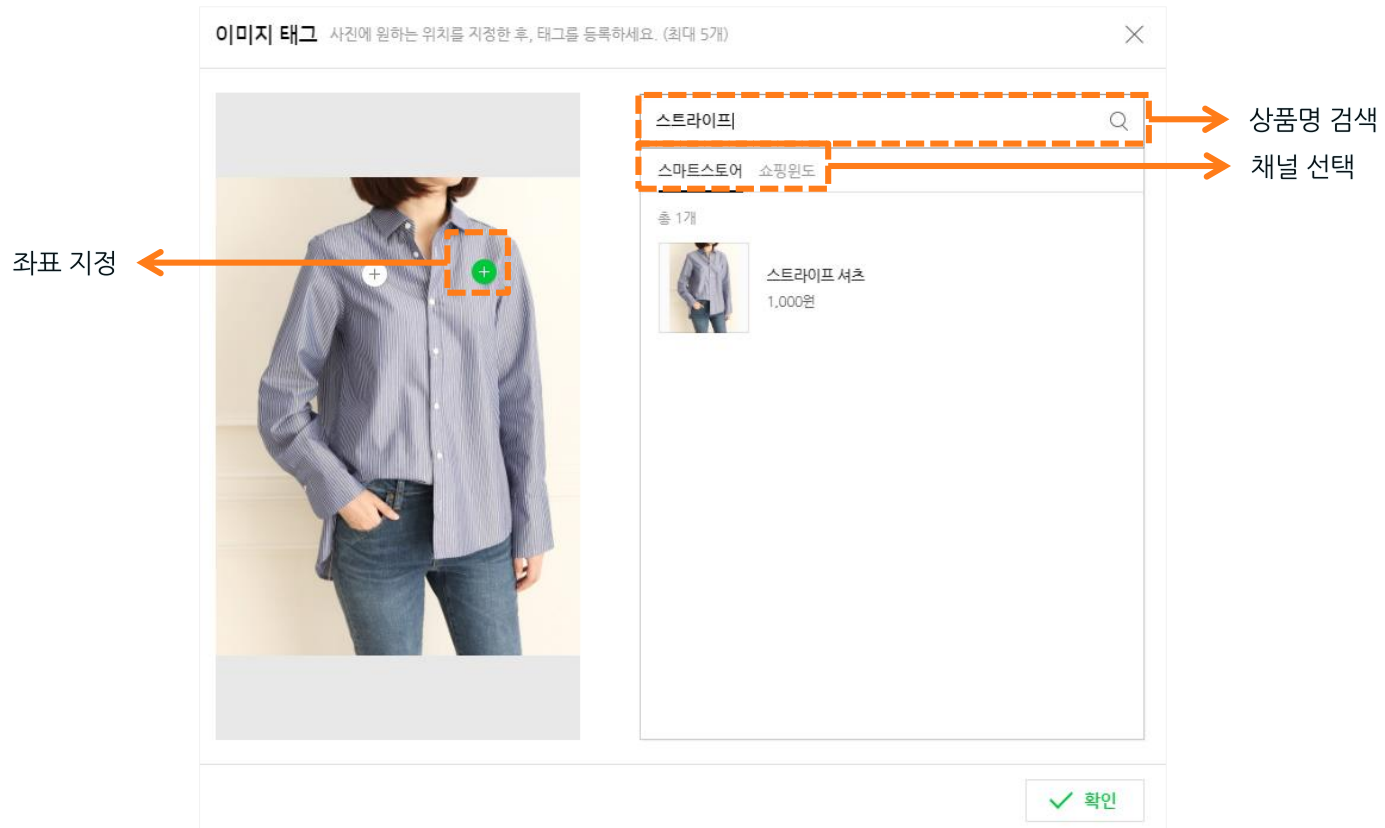 이미지 태그 사진에 원하는 위치를 지정한 후, 태그를 등록하세요. (최대 5개)
스트라이프
상품명 검색
스마트스토어 쇼핑윈도
채널 선택
총 1개
좌표 지정
스트라이프 셔츠
1,000원
확인